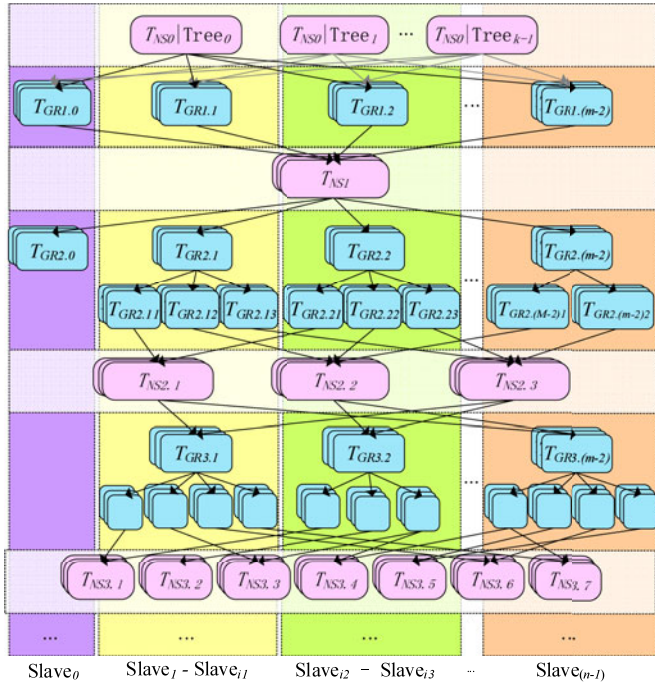 T_NS0|Tree_0 T_NS0|Tree_1 ... T_NS0|Tree_k-1
T_GR1.0 T_GR1.1 T_GR1.2 ... T_GR1.(m-2)
T_NS1
T_GR2.0 T_GR2.1 T_GR2.2 T_GR2.(m-2)
...
T_GR2.11 T_GR2.12 T_GR2.13 T_GR2.21 T_GR2.22 T_GR2.23 T_GR2.(M-2)1 T_GR2.(m-2)2
T_NS2.1 T_NS2.2 T_NS2.3
T_GR3.1 T_GR3.2 T_GR3.(m-2)
...
T_NS3.1 T_NS3.2 T_NS3.3 T_NS3.4 T_NS3.5 T_NS3.6 T_NS3.7
... ... ... ...
Slave_0 Slave_1 - Slave_i1 Slave_i2 - Slave_i3 ... Slave_(n-1)